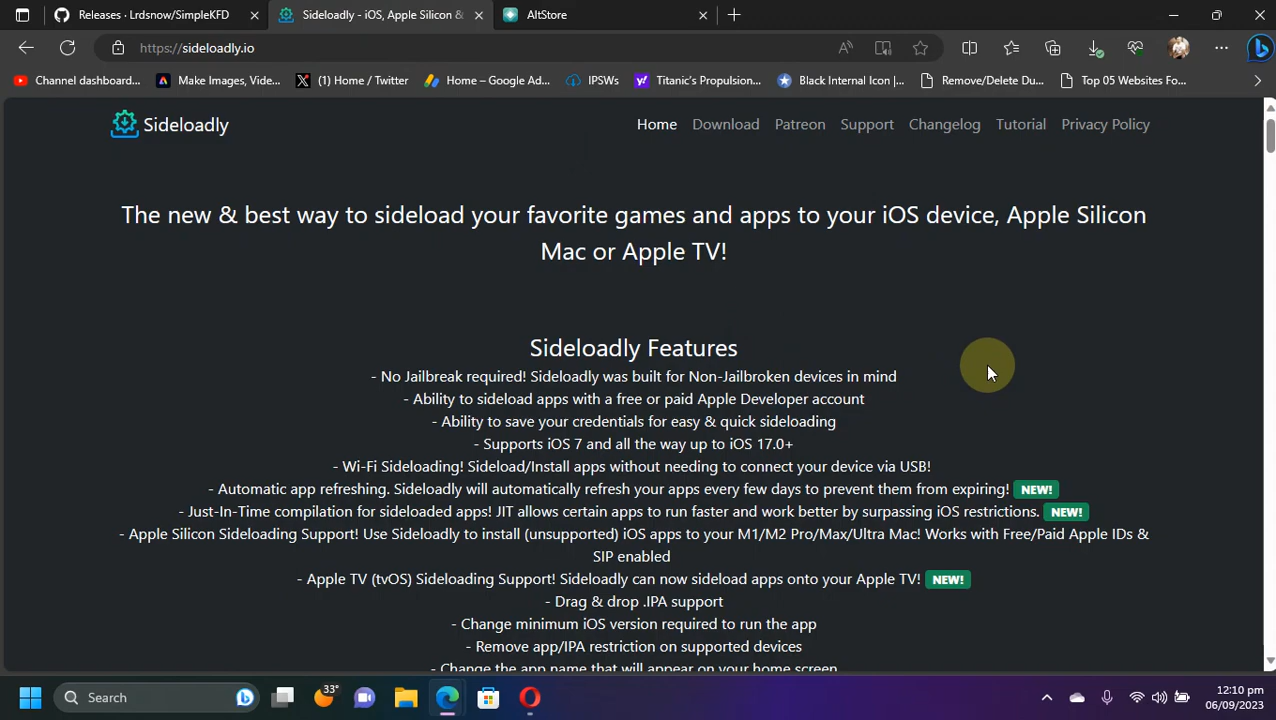 Releases · Lrdsnow/SimpleKFD
Sideloadly - iOS, Apple Silicon &
AltStore
https://sideloadly.io
Channel dashboard...
Make Images, Vide...
(1) Home / Twitter
Home – Google Ad...
IPSWs
Titanic's Propulsion...
Black Internal Icon |...
Remove/Delete Du...
Top 05 Websites Fo...
Sideloadly
Home
Download
Patreon
Support
Changelog
Tutorial
Privacy Policy
The new & best way to sideload your favorite games and apps to your iOS device, Apple Silicon
Mac or Apple TV!
Sideloadly Features
- No Jailbreak required! Sideloadly was built for Non-Jailbroken devices in mind
- Ability to sideload apps with a free or paid Apple Developer account
- Ability to save your credentials for easy & quick sideloading
- Supports iOS 7 and all the way up to iOS 17.0+
- Wi-Fi Sideloading! Sideload/Install apps without needing to connect your device via USB!
- Automatic app refreshing. Sideloadly will automatically refresh your apps every few days to prevent them from expiring! NEW!
- Just-In-Time compilation for sideloaded apps! JIT allows certain apps to run faster and work better by surpassing iOS restrictions. NEW!
- Apple Silicon Sideloading Support! Use Sideloadly to install (unsupported) iOS apps to your M1/M2 Pro/Max/Ultra Mac! Works with Free/Paid Apple IDs &
SIP enabled
- Apple TV (tvOS) Sideloading Support! Sideloadly can now sideload apps onto your Apple TV! NEW!
- Drag & drop .IPA support
- Change minimum iOS version required to run the app
- Remove app/IPA restriction on supported devices
- Change the app name that will appear on your home screen
Search
33°
12:10 pm
06/09/2023